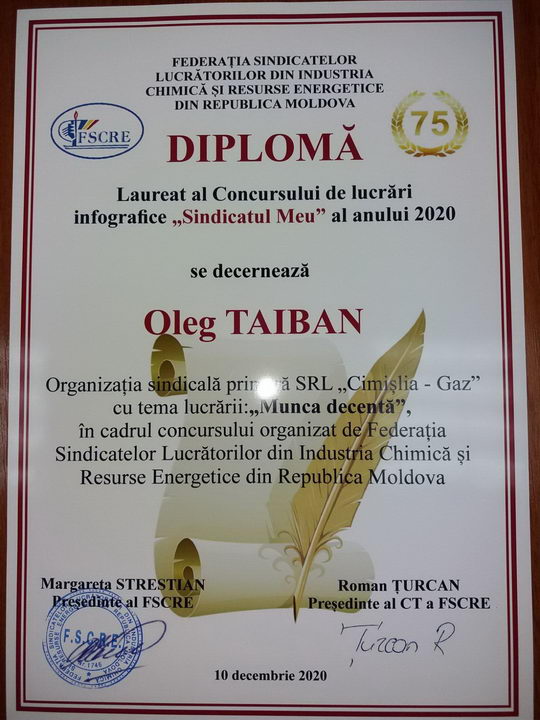 FEDERAȚIA SINDICATELOR
LUCRĂTORILOR DIN INDUSTRIA
CHIMICĂ ȘI RESURSE ENERGETICE
DIN REPUBLICA MOLDOVA
FSCRE
75
DIPLOMĂ
Laureat al Concursului de lucrări
infografice „Sindicatul Meu” al anului 2020
se decernează
Oleg TAIBAN
Organizația sindicală primară SRL „Cimișlia - Gaz”
cu tema lucrării:„Munca decentă”,
în cadrul concursului organizat de Federația
Sindicatelor Lucrătorilor din Industria Chimică și
Resurse Energetice din Republica Moldova
Margareta STRESTIAN
Președinte al FSCRE
Roman ȚURCAN
Președinte al CT a FSCRE
F.S.C.R.E.
Țurcan R
10 decembrie 2020